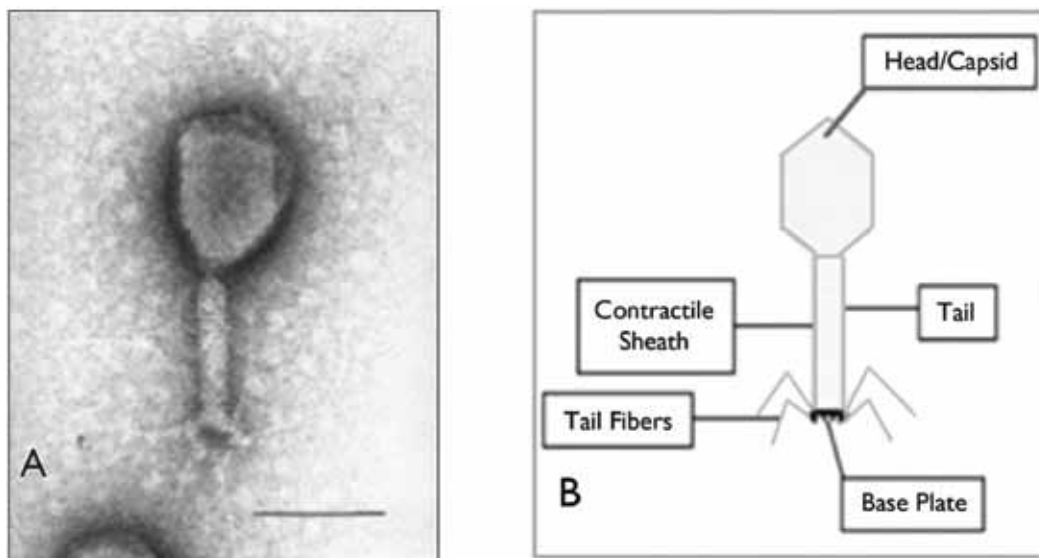 A
Head/Capsid
Contractile
Sheath
Tail
Tail Fibers
B
Base Plate